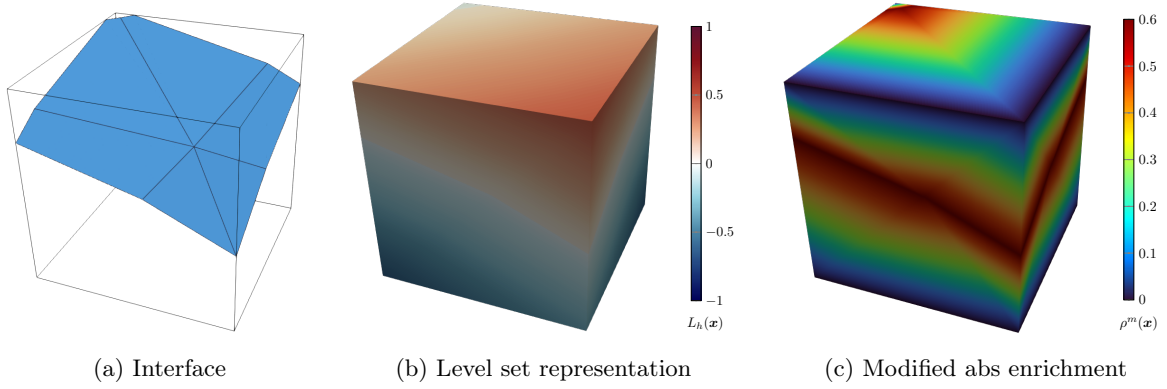 1
0.5
0
−0.5
−1
L_h(x)
0.6
0.5
0.4
0.3
0.2
0.1
0
ρ^m(x)
(a) Interface
(b) Level set representation
(c) Modified abs enrichment